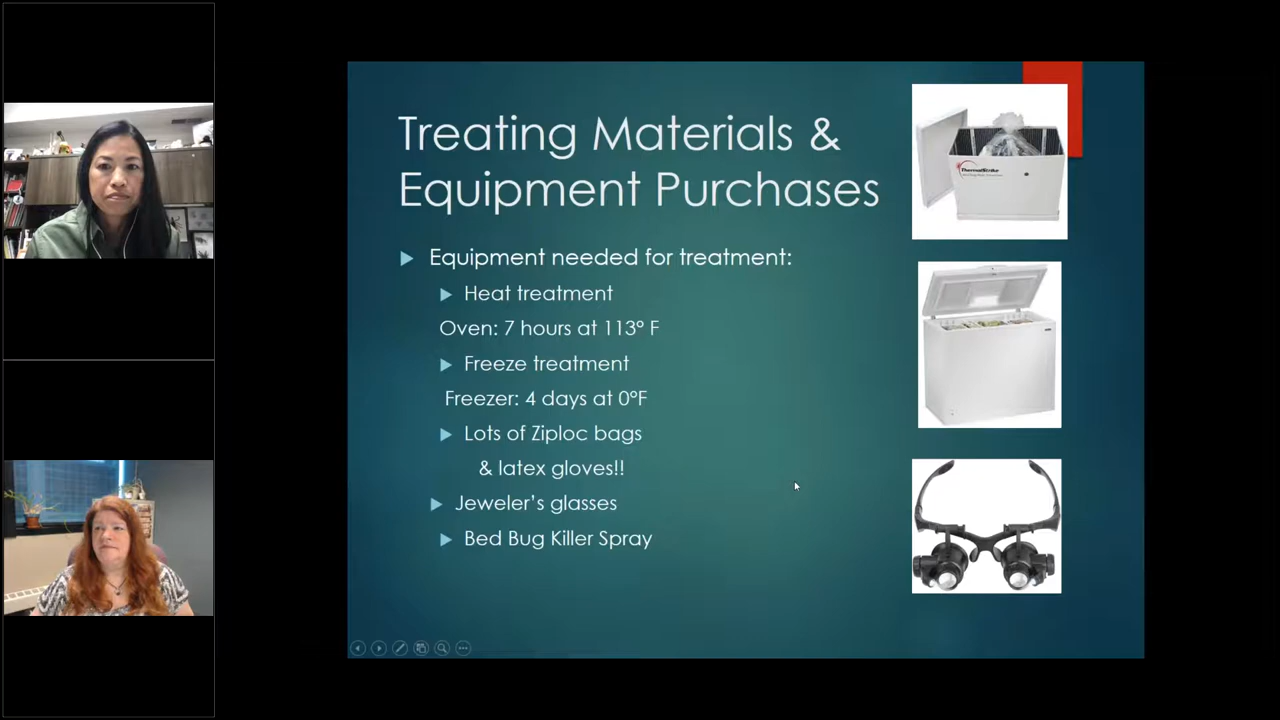 Treating Materials &
Equipment Purchases
Equipment needed for treatment:
Heat treatment
Oven: 7 hours at 113° F
Freeze treatment
Freezer: 4 days at 0°F
Lots of Ziploc bags
& latex gloves!!
Jeweler's glasses
Bed Bug Killer Spray
ThermalStrike